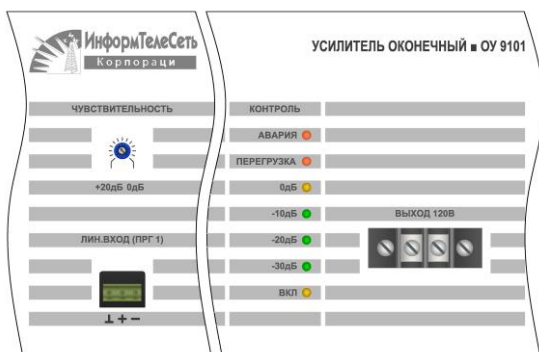 ИнформТелеСеть
Корпораци
УСИЛИТЕЛЬ ОКОНЕЧНЫЙ ■ ОУ 9101
ЧУВСТВИТЕЛЬНОСТЬ
+20дБ 0дБ
ЛИН.ВХОД (ПРГ 1)
⊥ + −
КОНТРОЛЬ
АВАРИЯ
ПЕРЕГРУЗКА
0дБ
-10дБ
-20дБ
-30дБ
ВКЛ
ВЫХОД 120В